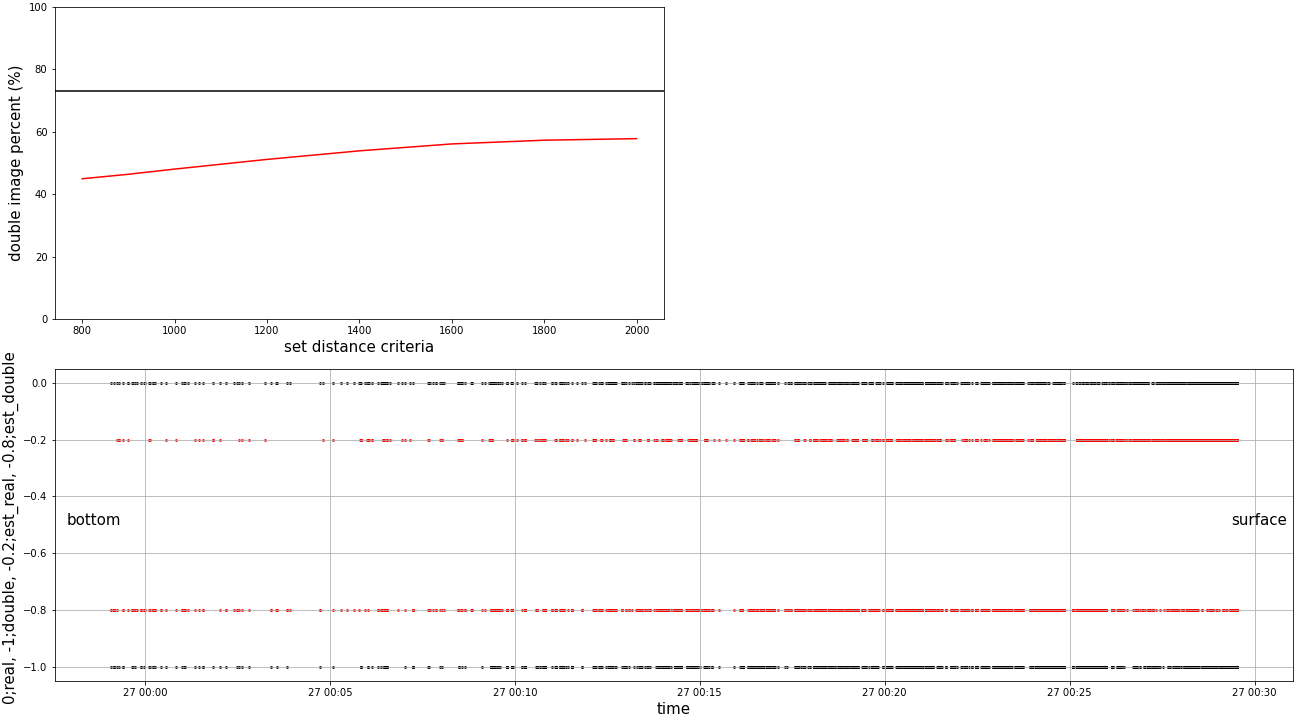 100
80
60
40
20
0
double image percent (%)
800 1000 1200 1400 1600 1800 2000
set distance criteria
0.0
−0.2
−0.4
−0.6
−0.8
−1.0
0;real, -1;double, -0.2;est_real, -0.8;est_double
bottom
surface
27 00:00 27 00:05 27 00:10 27 00:15 27 00:20 27 00:25 27 00:30
time